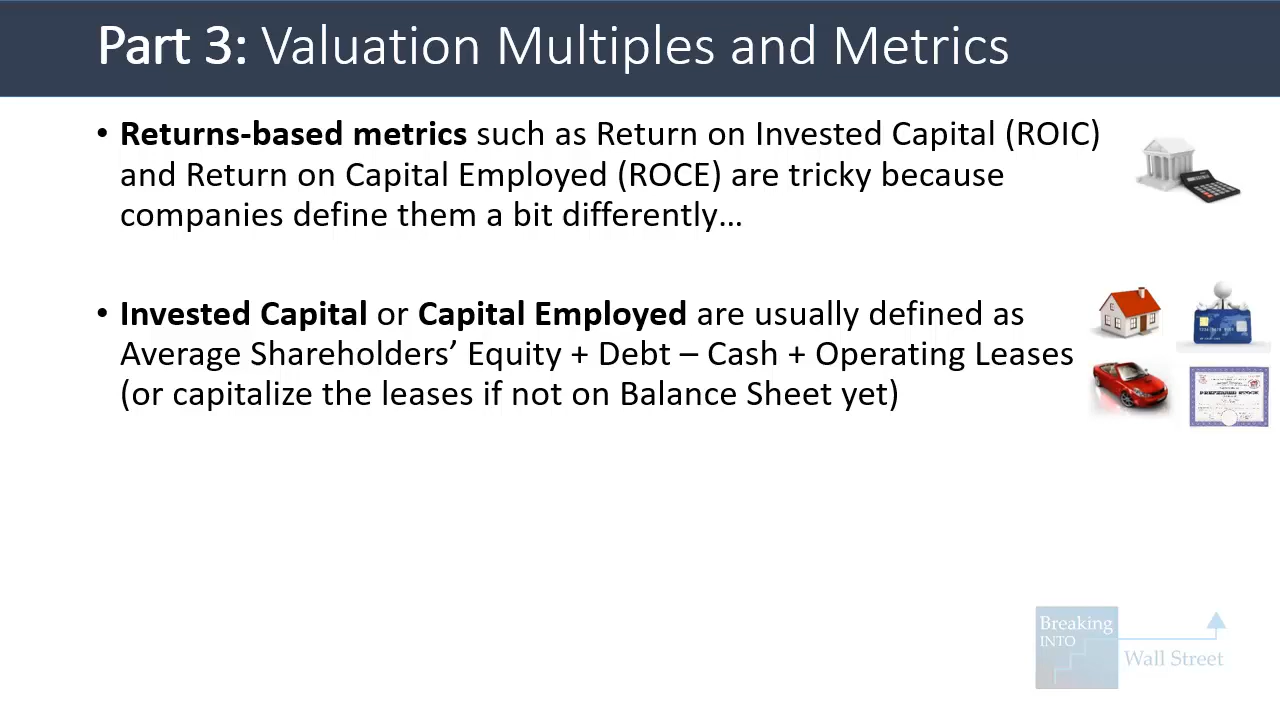 Part 3: Valuation Multiples and Metrics
• Returns-based metrics such as Return on Invested Capital (ROIC)
and Return on Capital Employed (ROCE) are tricky because
companies define them a bit differently…
• Invested Capital or Capital Employed are usually defined as
Average Shareholders’ Equity + Debt – Cash + Operating Leases
(or capitalize the leases if not on Balance Sheet yet)
PREFERRED STOCK
Breaking
INTO
Wall Street